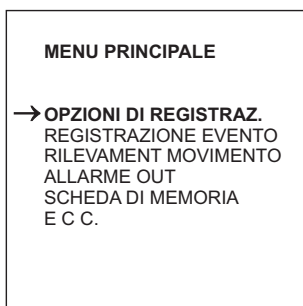 MENU PRINCIPALE
→ OPZIONI DI REGISTRAZ.
REGISTRAZIONE EVENTO
RILEVAMENT MOVIMENTO
ALLARME OUT
SCHEDA DI MEMORIA
E C C.